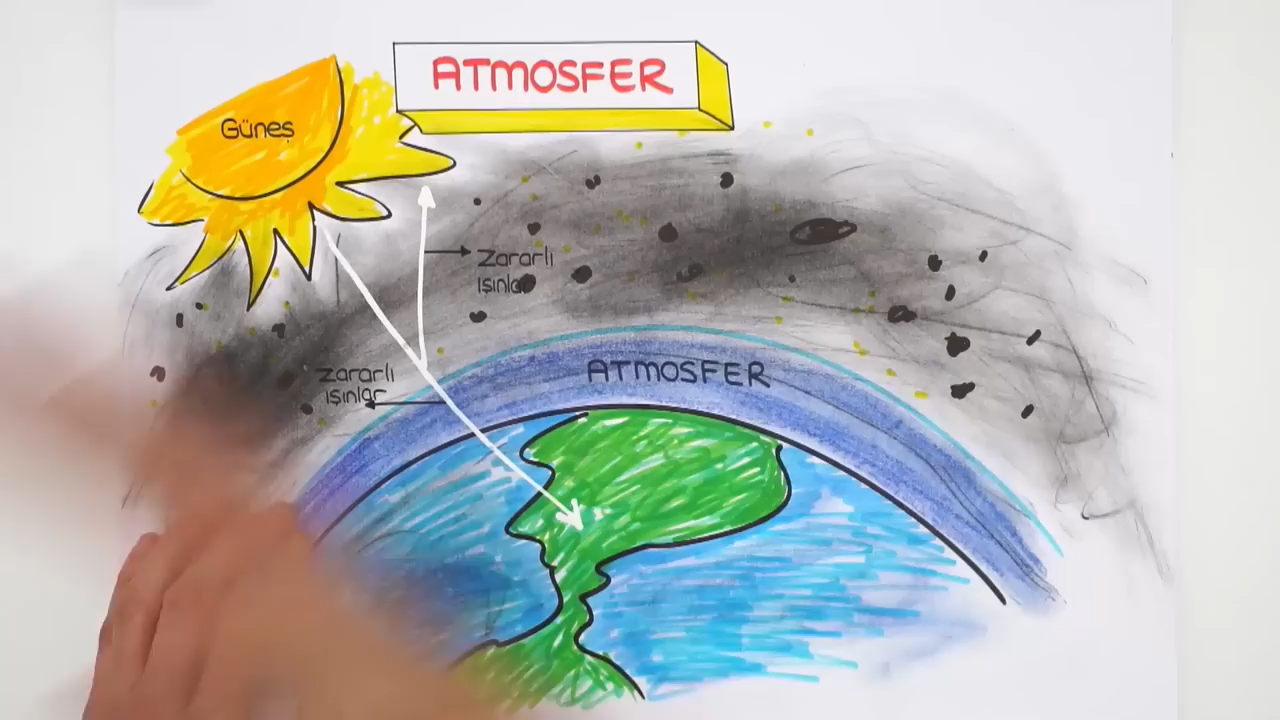 ATMOSFER
Güneş
Zararlı
ışınlar
ATMOSFER
Zararlı
ışınlar